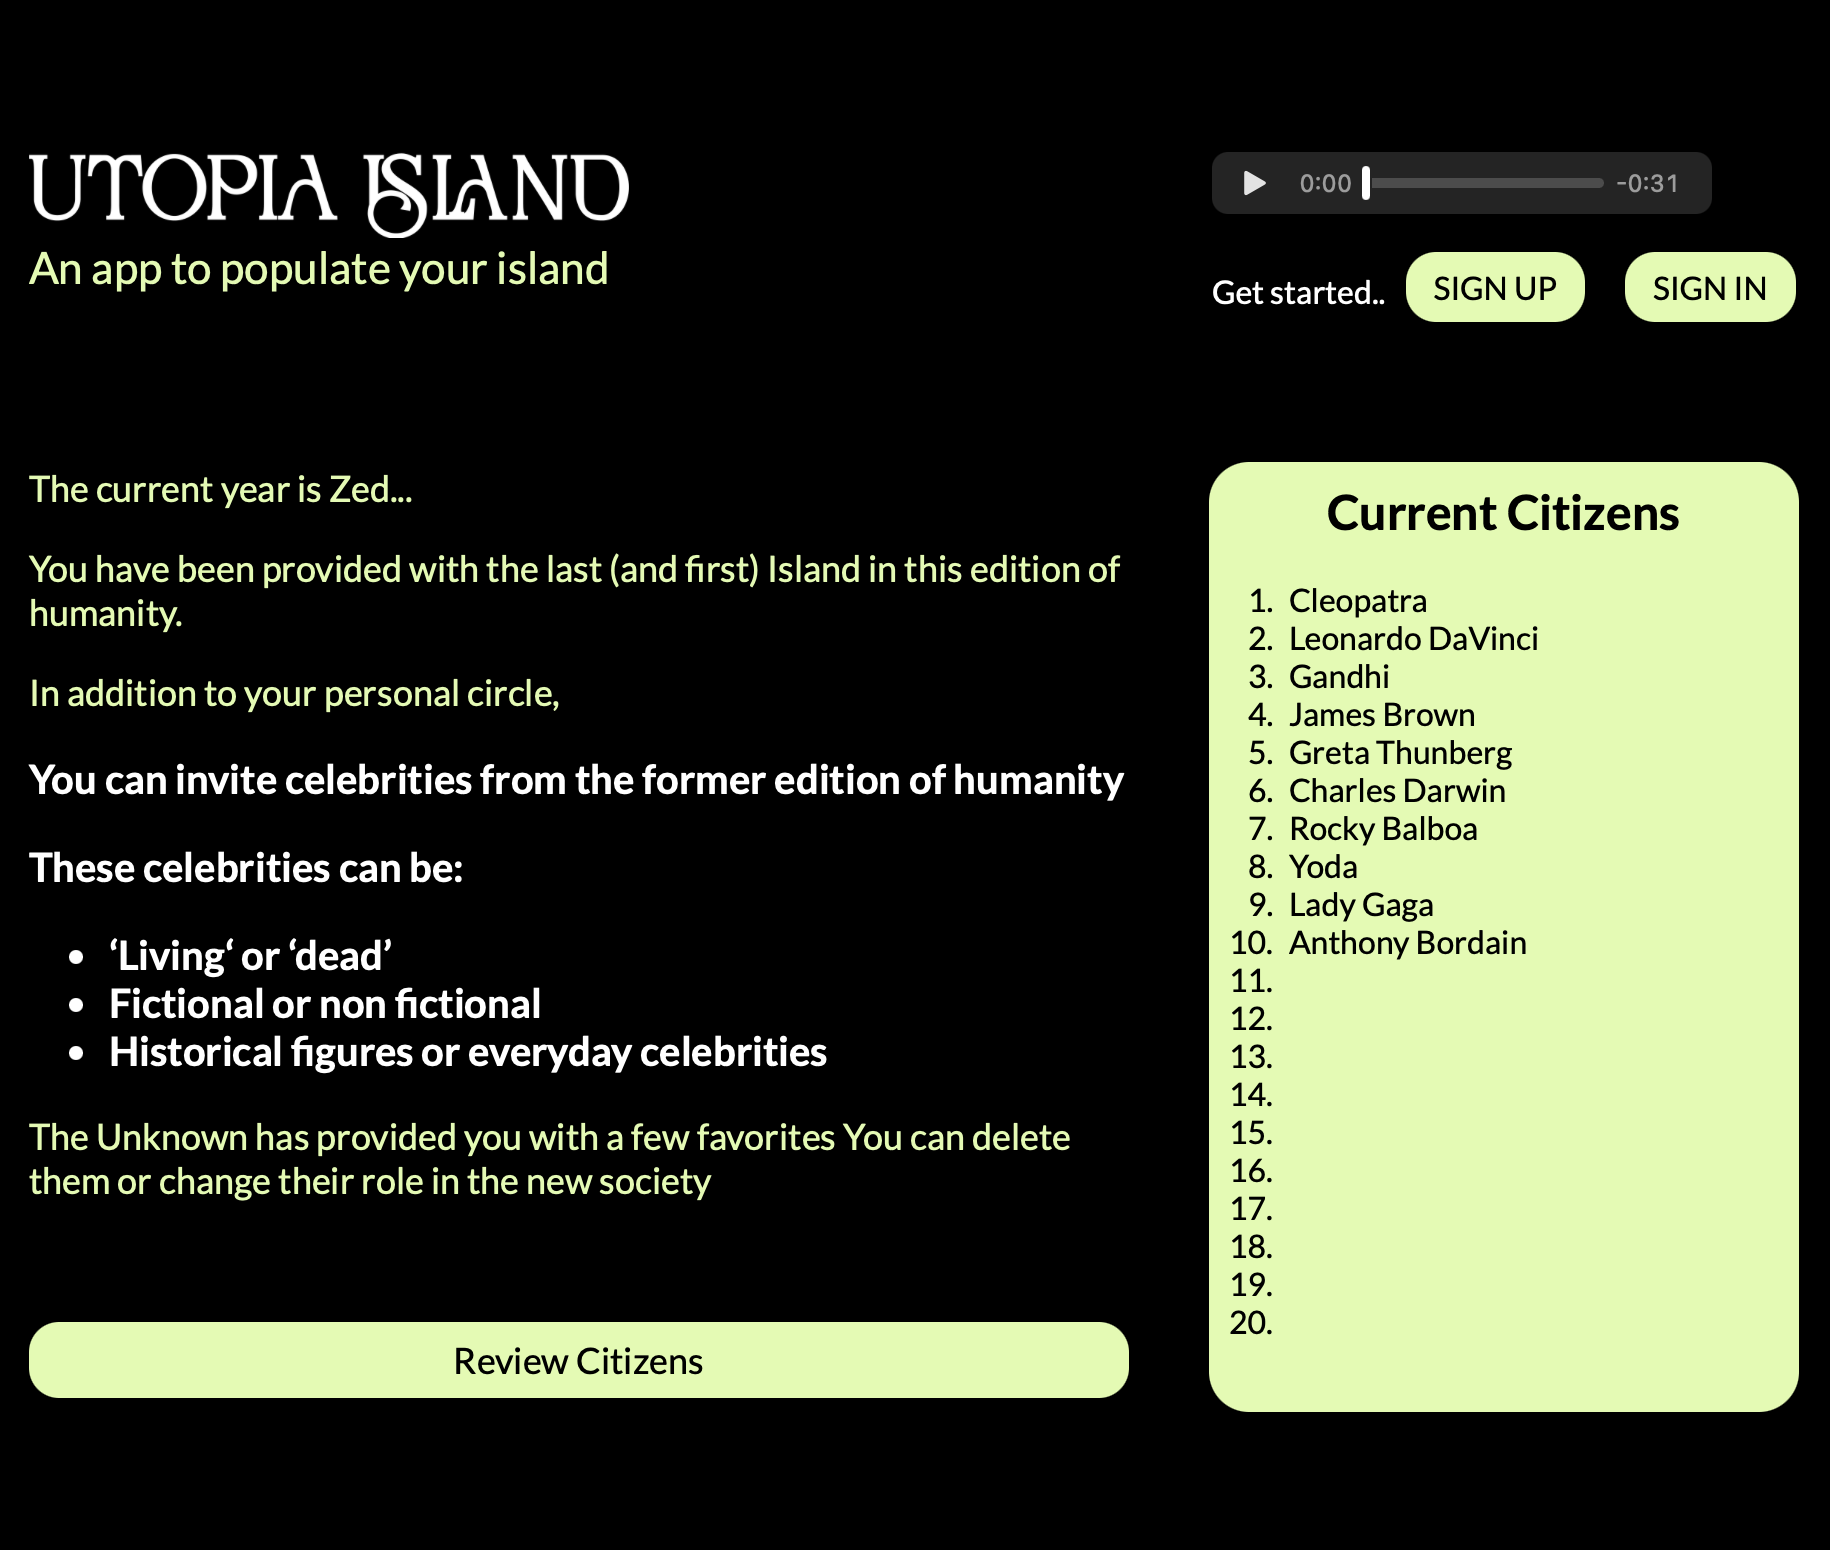 UTOPIA ISLAND
An app to populate your island
0:00 -0:31
Get started.. SIGN UP SIGN IN
The current year is Zed...
You have been provided with the last (and first) Island in this edition of
humanity.
In addition to your personal circle,
You can invite celebrities from the former edition of humanity
These celebrities can be:
• ‘Living‘ or ‘dead’
• Fictional or non fictional
• Historical figures or everyday celebrities
The Unknown has provided you with a few favorites You can delete
them or change their role in the new society
Review Citizens
Current Citizens
1. Cleopatra
2. Leonardo DaVinci
3. Gandhi
4. James Brown
5. Greta Thunberg
6. Charles Darwin
7. Rocky Balboa
8. Yoda
9. Lady Gaga
10. Anthony Bordain
11.
12.
13.
14.
15.
16.
17.
18.
19.
20.